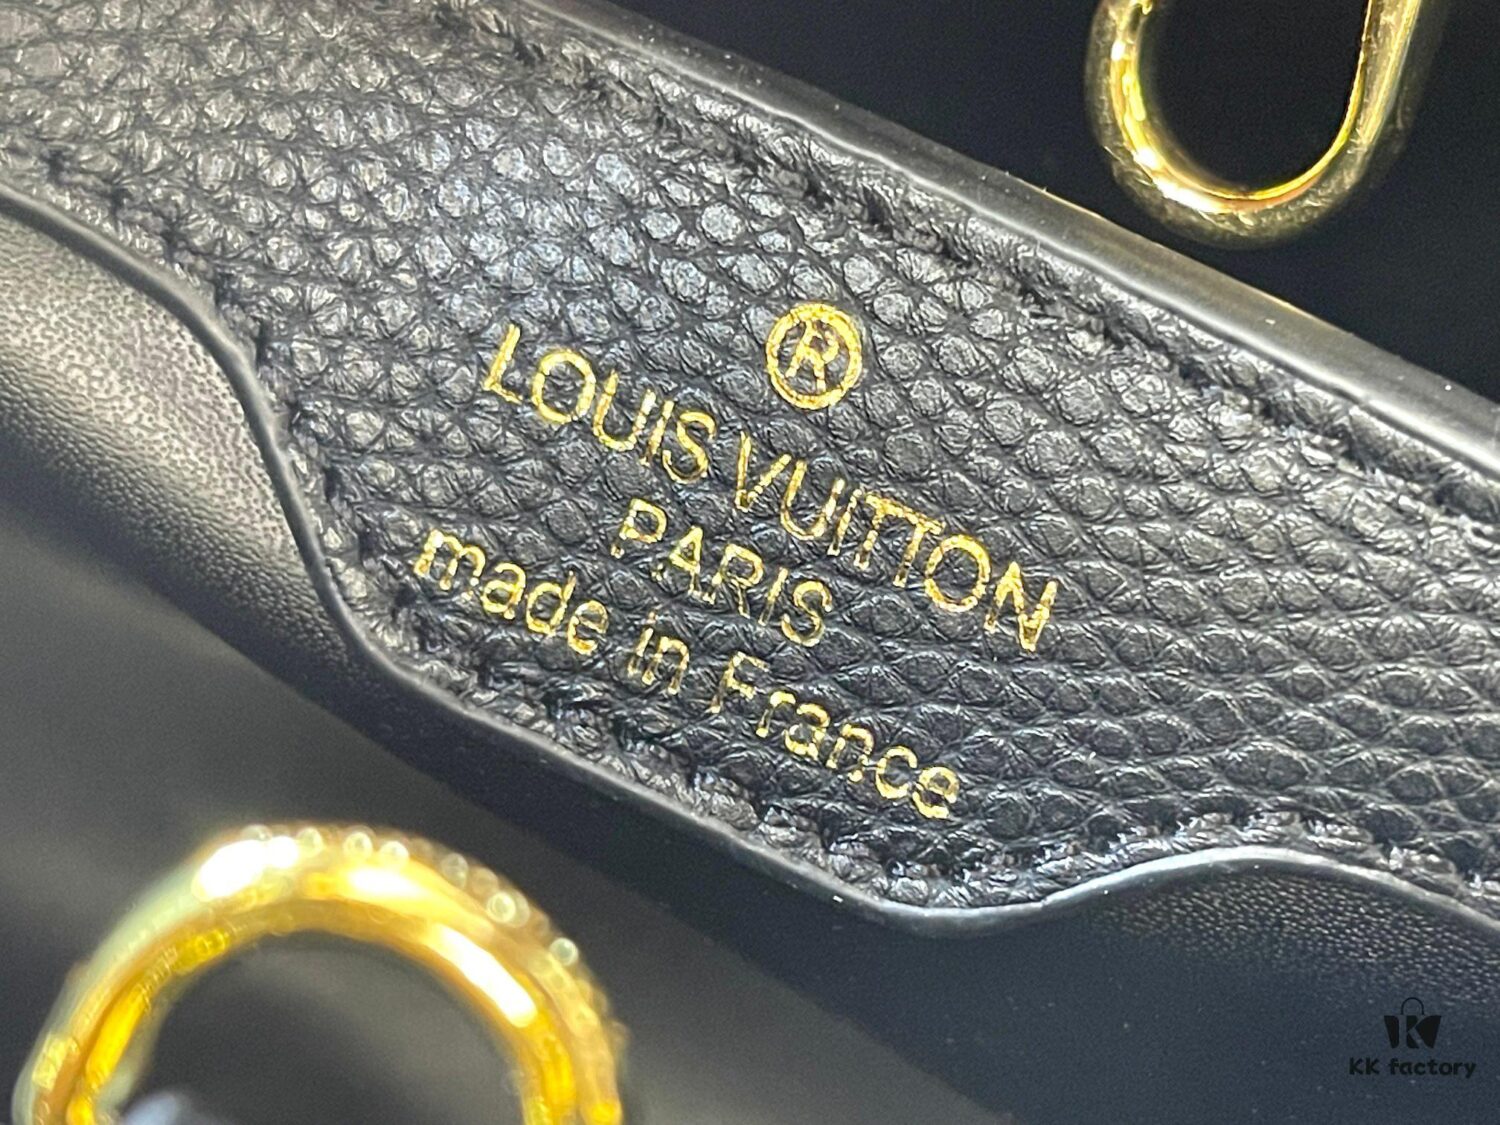 ®
LOUIS VUITTON
PARIS
made in France
KK factory